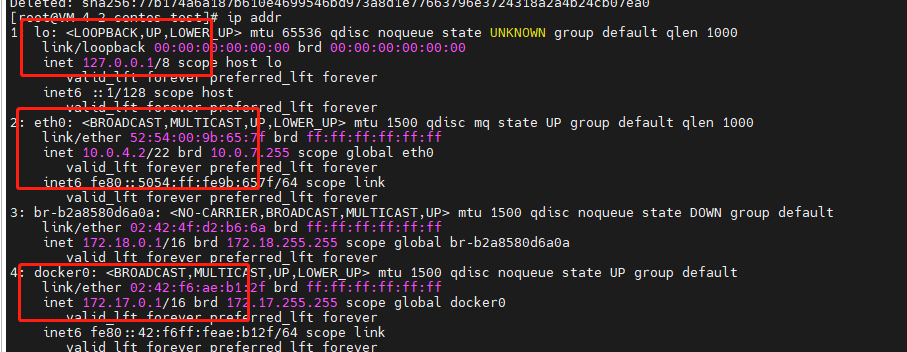 Deleted: sha256:77b174a6a187b610e4699546bd973a8d1e77663796e3724318a2a4b24cb07ea0
[root@VM-4-2-centos test]# ip addr
1: lo: <LOOPBACK,UP,LOWER_UP> mtu 65536 qdisc noqueue state UNKNOWN group default qlen 1000
link/loopback 00:00:00:00:00:00 brd 00:00:00:00:00:00
inet 127.0.0.1/8 scope host lo
valid_lft forever preferred_lft forever
inet6 ::1/128 scope host
valid_lft forever preferred_lft forever
2: eth0: <BROADCAST,MULTICAST,UP,LOWER_UP> mtu 1500 qdisc mq state UP group default qlen 1000
link/ether 52:54:00:9b:65:7f brd ff:ff:ff:ff:ff:ff
inet 10.0.4.2/22 brd 10.0.7.255 scope global eth0
valid_lft forever preferred_lft forever
inet6 fe80::5054:ff:fe9b:657f/64 scope link
valid_lft forever preferred_lft forever
3: br-b2a8580d6a0a: <NO-CARRIER,BROADCAST,MULTICAST,UP> mtu 1500 qdisc noqueue state DOWN group default
link/ether 02:42:4f:d2:b6:6a brd ff:ff:ff:ff:ff:ff
inet 172.18.0.1/16 brd 172.18.255.255 scope global br-b2a8580d6a0a
valid_lft forever preferred_lft forever
4: docker0: <BROADCAST,MULTICAST,UP,LOWER_UP> mtu 1500 qdisc noqueue state UP group default
link/ether 02:42:f6:ae:b1:2f brd ff:ff:ff:ff:ff:ff
inet 172.17.0.1/16 brd 172.17.255.255 scope global docker0
valid_lft forever preferred_lft forever
inet6 fe80::42:f6ff:feae:b12f/64 scope link
valid_lft forever preferred_lft forever